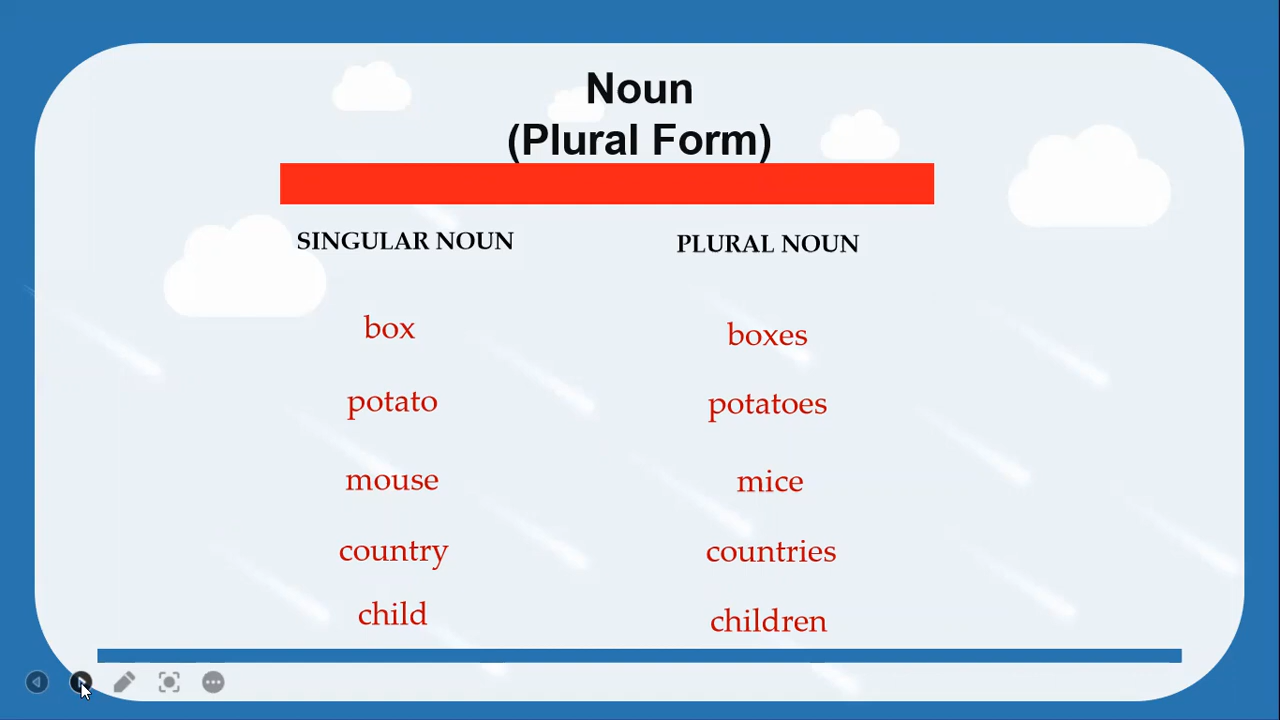 Noun
(Plural Form)
SINGULAR NOUN PLURAL NOUN
box boxes
potato potatoes
mouse mice
country countries
child children